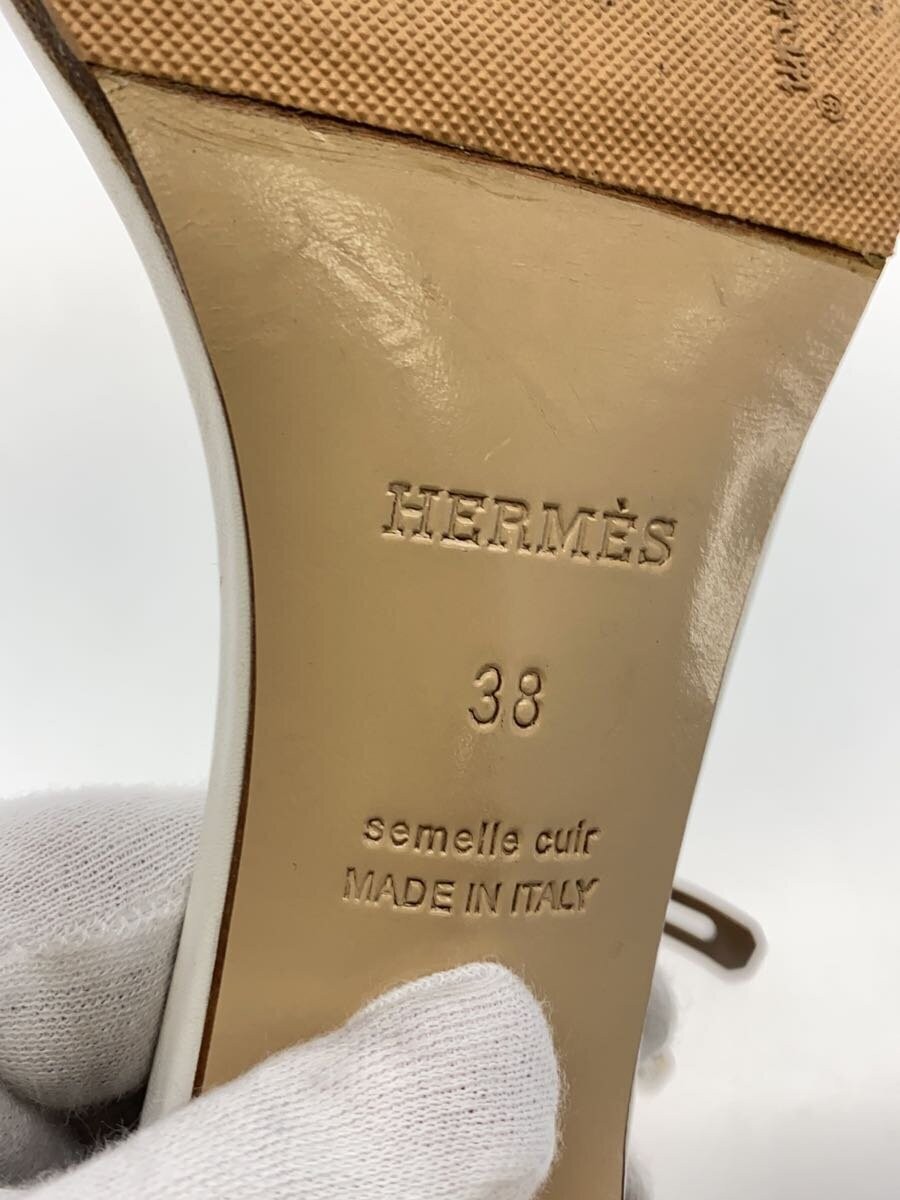 HERMÈS
38
semelle cuir
MADE IN ITALY